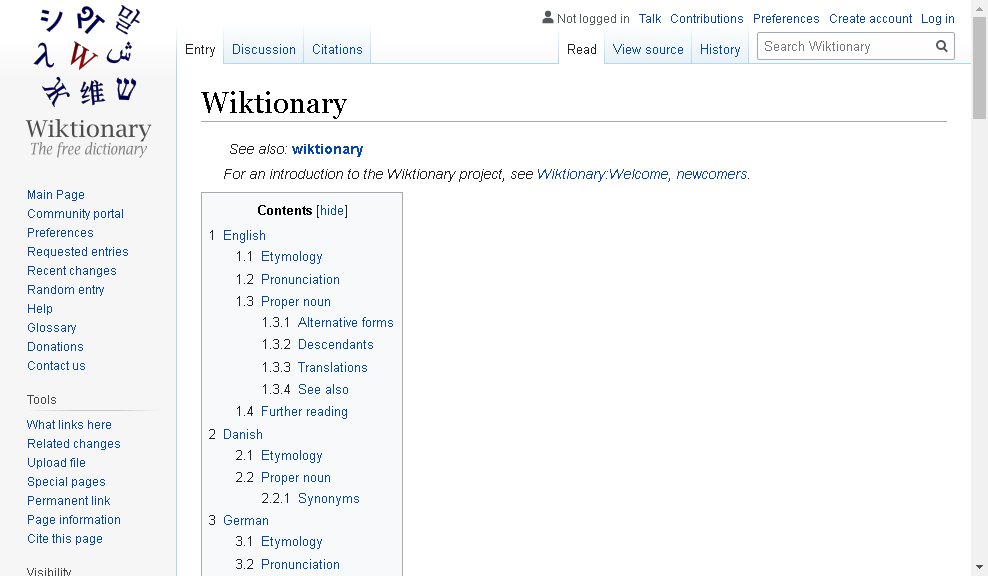 Not logged in Talk Contributions Preferences Create account Log in
Entry Discussion Citations Read View source History Search Wiktionary
シ 말
W
维 ש
Wiktionary
The free dictionary
Main Page
Community portal
Preferences
Requested entries
Recent changes
Random entry
Help
Glossary
Donations
Contact us
Tools
What links here
Related changes
Upload file
Special pages
Permanent link
Page information
Cite this page
Visibility
Wiktionary
See also: wiktionary
For an introduction to the Wiktionary project, see Wiktionary:Welcome, newcomers.
Contents [hide]
1 English
1.1 Etymology
1.2 Pronunciation
1.3 Proper noun
1.3.1 Alternative forms
1.3.2 Descendants
1.3.3 Translations
1.3.4 See also
1.4 Further reading
2 Danish
2.1 Etymology
2.2 Proper noun
2.2.1 Synonyms
3 German
3.1 Etymology
3.2 Pronunciation